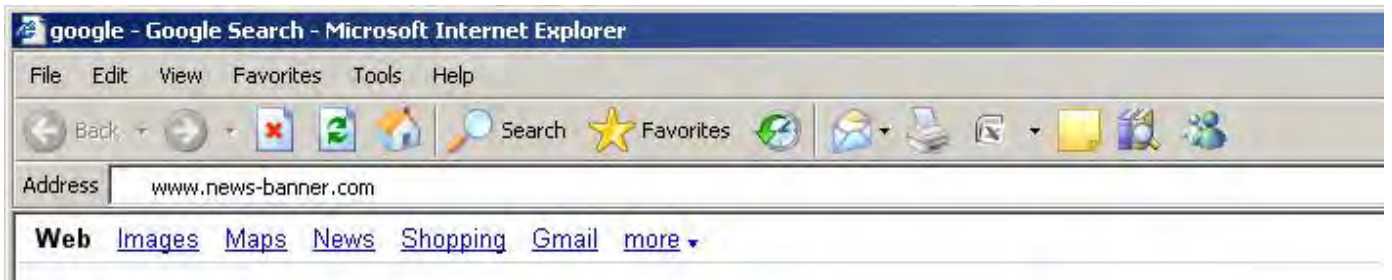 google - Google Search - Microsoft Internet Explorer
File Edit View Favorites Tools Help
Back Search Favorites
Address www.news-banner.com
Web Images Maps News Shopping Gmail more